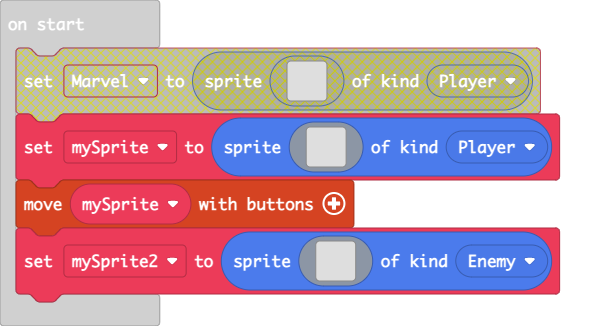 on start
set Marvel to sprite of kind Player
set mySprite to sprite of kind Player
move mySprite with buttons
set mySprite2 to sprite of kind Enemy